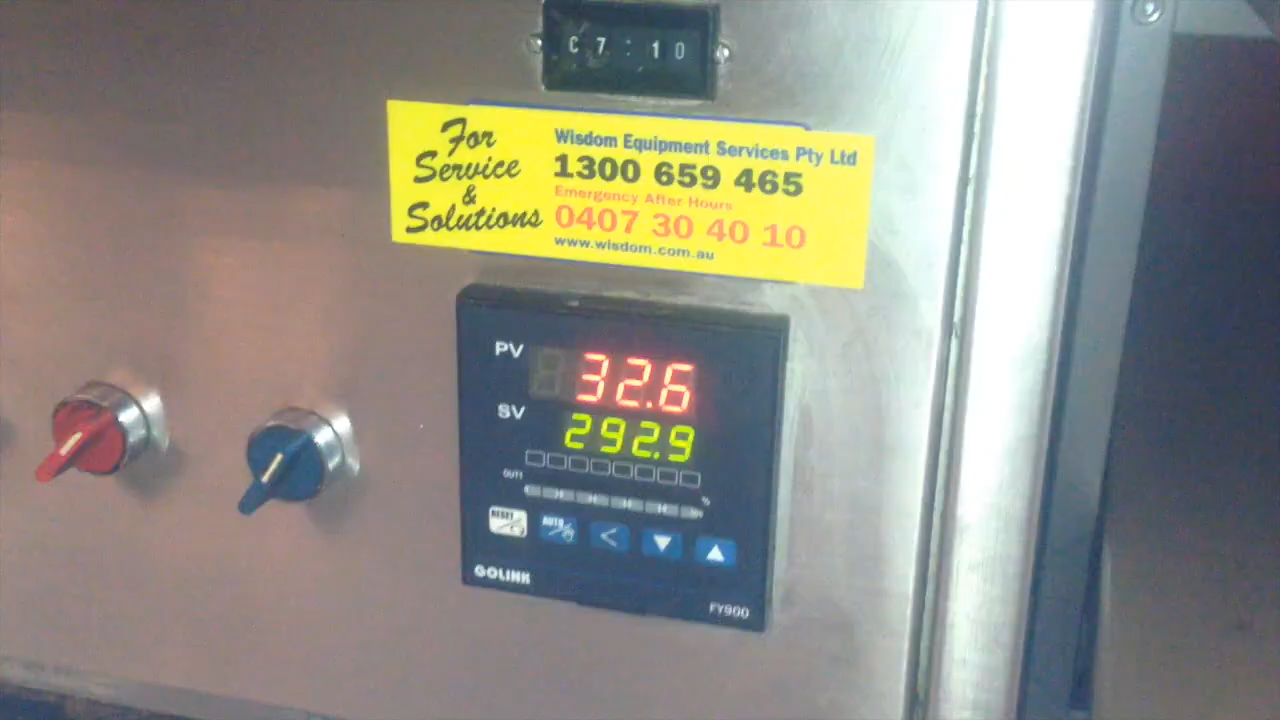 C7:10
For
Service
&
Solutions
Wisdom Equipment Services Pty Ltd
1300 659 465
Emergency After Hours
0407 30 40 10
www.wisdom.com.au
PV
32.6
SV
292.9
OUT1
%
RESET
AUTO
GOLINK
FY900